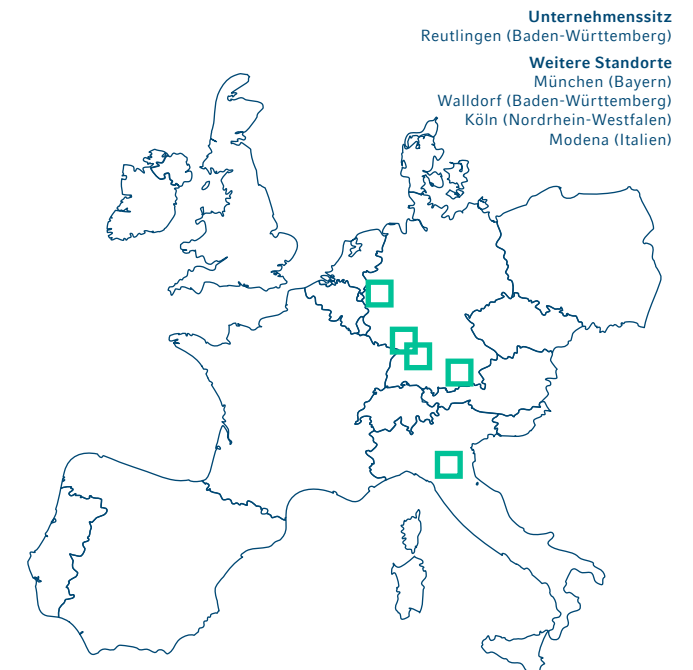 Unternehmenssitz
Reutlingen (Baden-Württemberg)
Weitere Standorte
München (Bayern)
Walldorf (Baden-Württemberg)
Köln (Nordrhein-Westfalen)
Modena (Italien)